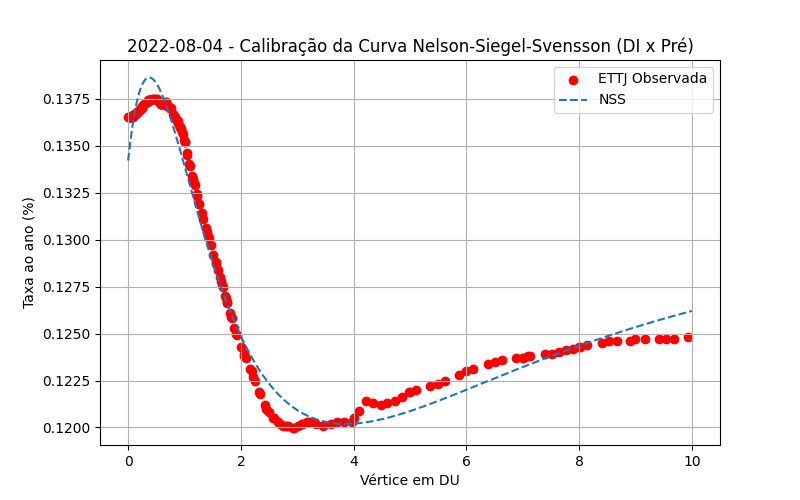 2022-08-04 - Calibração da Curva Nelson-Siegel-Svensson (DI x Pré)
ETTJ Observada
NSS
Taxa ao ano (%)
0.1375
0.1350
0.1325
0.1300
0.1275
0.1250
0.1225
0.1200
0 2 4 6 8 10
Vértice em DU